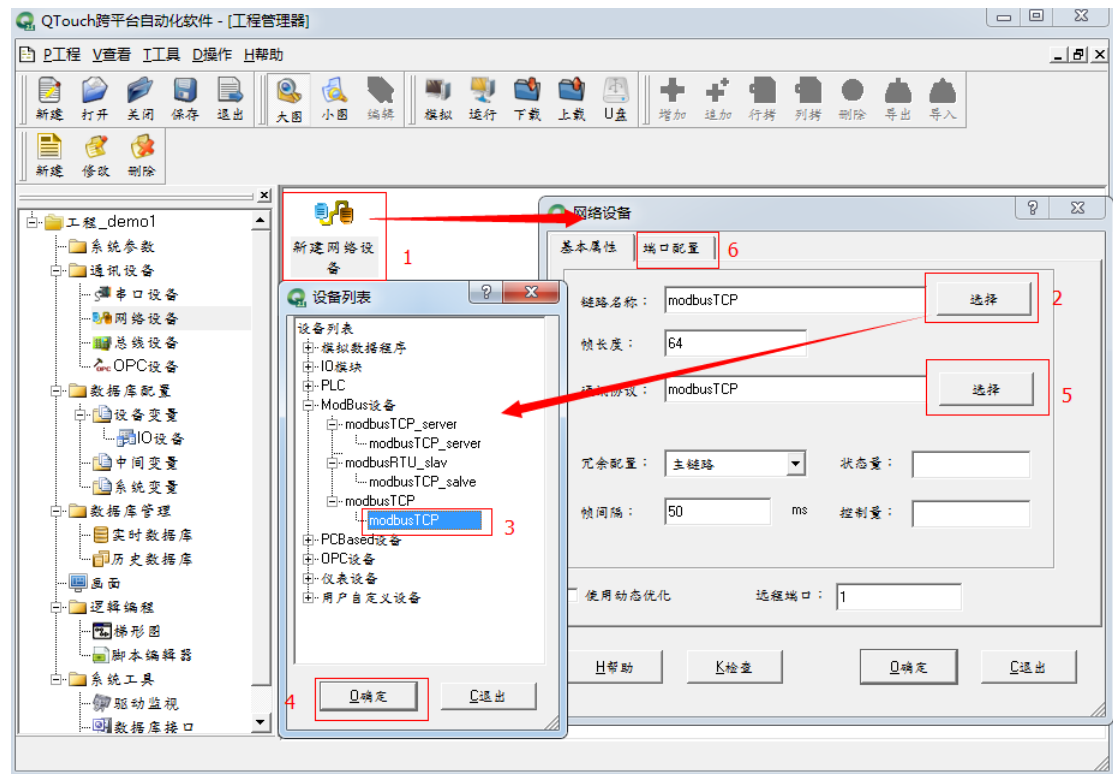 QTouch跨平台自动化软件 - [工程管理器]
P工程 V查看 T工具 D操作 H帮助
新建 打开 关闭 保存 退出 大图 小图 编辑 模拟 运行 下载 上载 U盘 增加 追加 行拷 列拷 删除 导出 导入
新建 修改 删除
工程_demo1
系统参数
通讯设备
串口设备
网络设备
总线设备
OPC设备
数据库配置
设备变量
IO设备
中间变量
系统变量
数据库管理
实时数据库
历史数据库
画面
逻辑编程
梯形图
脚本编辑器
系统工具
驱动监视
数据库接口
新建网络设
备
1
设备列表
设备列表
模拟数据程序
IO模块
PLC
ModBus设备
modbusTCP_server
modbusTCP_server
modbusRTU_slav
modbusTCP_salve
modbusTCP
modbusTCP
3
PCBased设备
OPC设备
仪表设备
用户自定义设备
4
O确定 C退出
网络设备
基本属性 端口配置 6
链路名称： modbusTCP 选择 2
帧长度： 64
通讯协议： modbusTCP 选择 5
冗余配置： 主链路 状态量：
帧间隔： 50 ms 控制量：
使用动态优化 远程端口： 1
H帮助 K检查 O确定 C退出